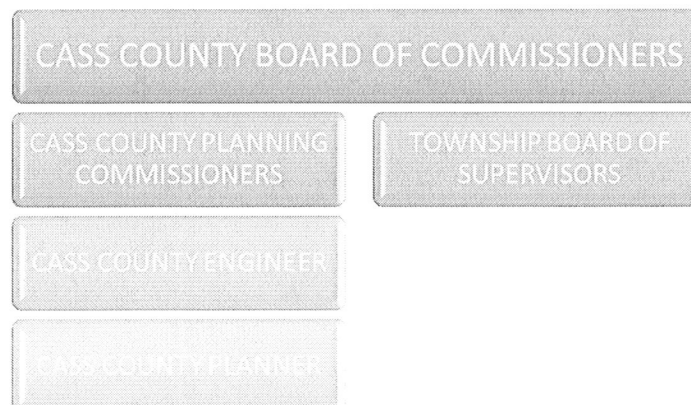 CASS COUNTY BOARD OF COMMISSIONERS
CASS COUNTY PLANNING
COMMISSIONERS
TOWNSHIP BOARD OF
SUPERVISORS
CASS COUNTY ENGINEER
CASS COUNTY PLANNER